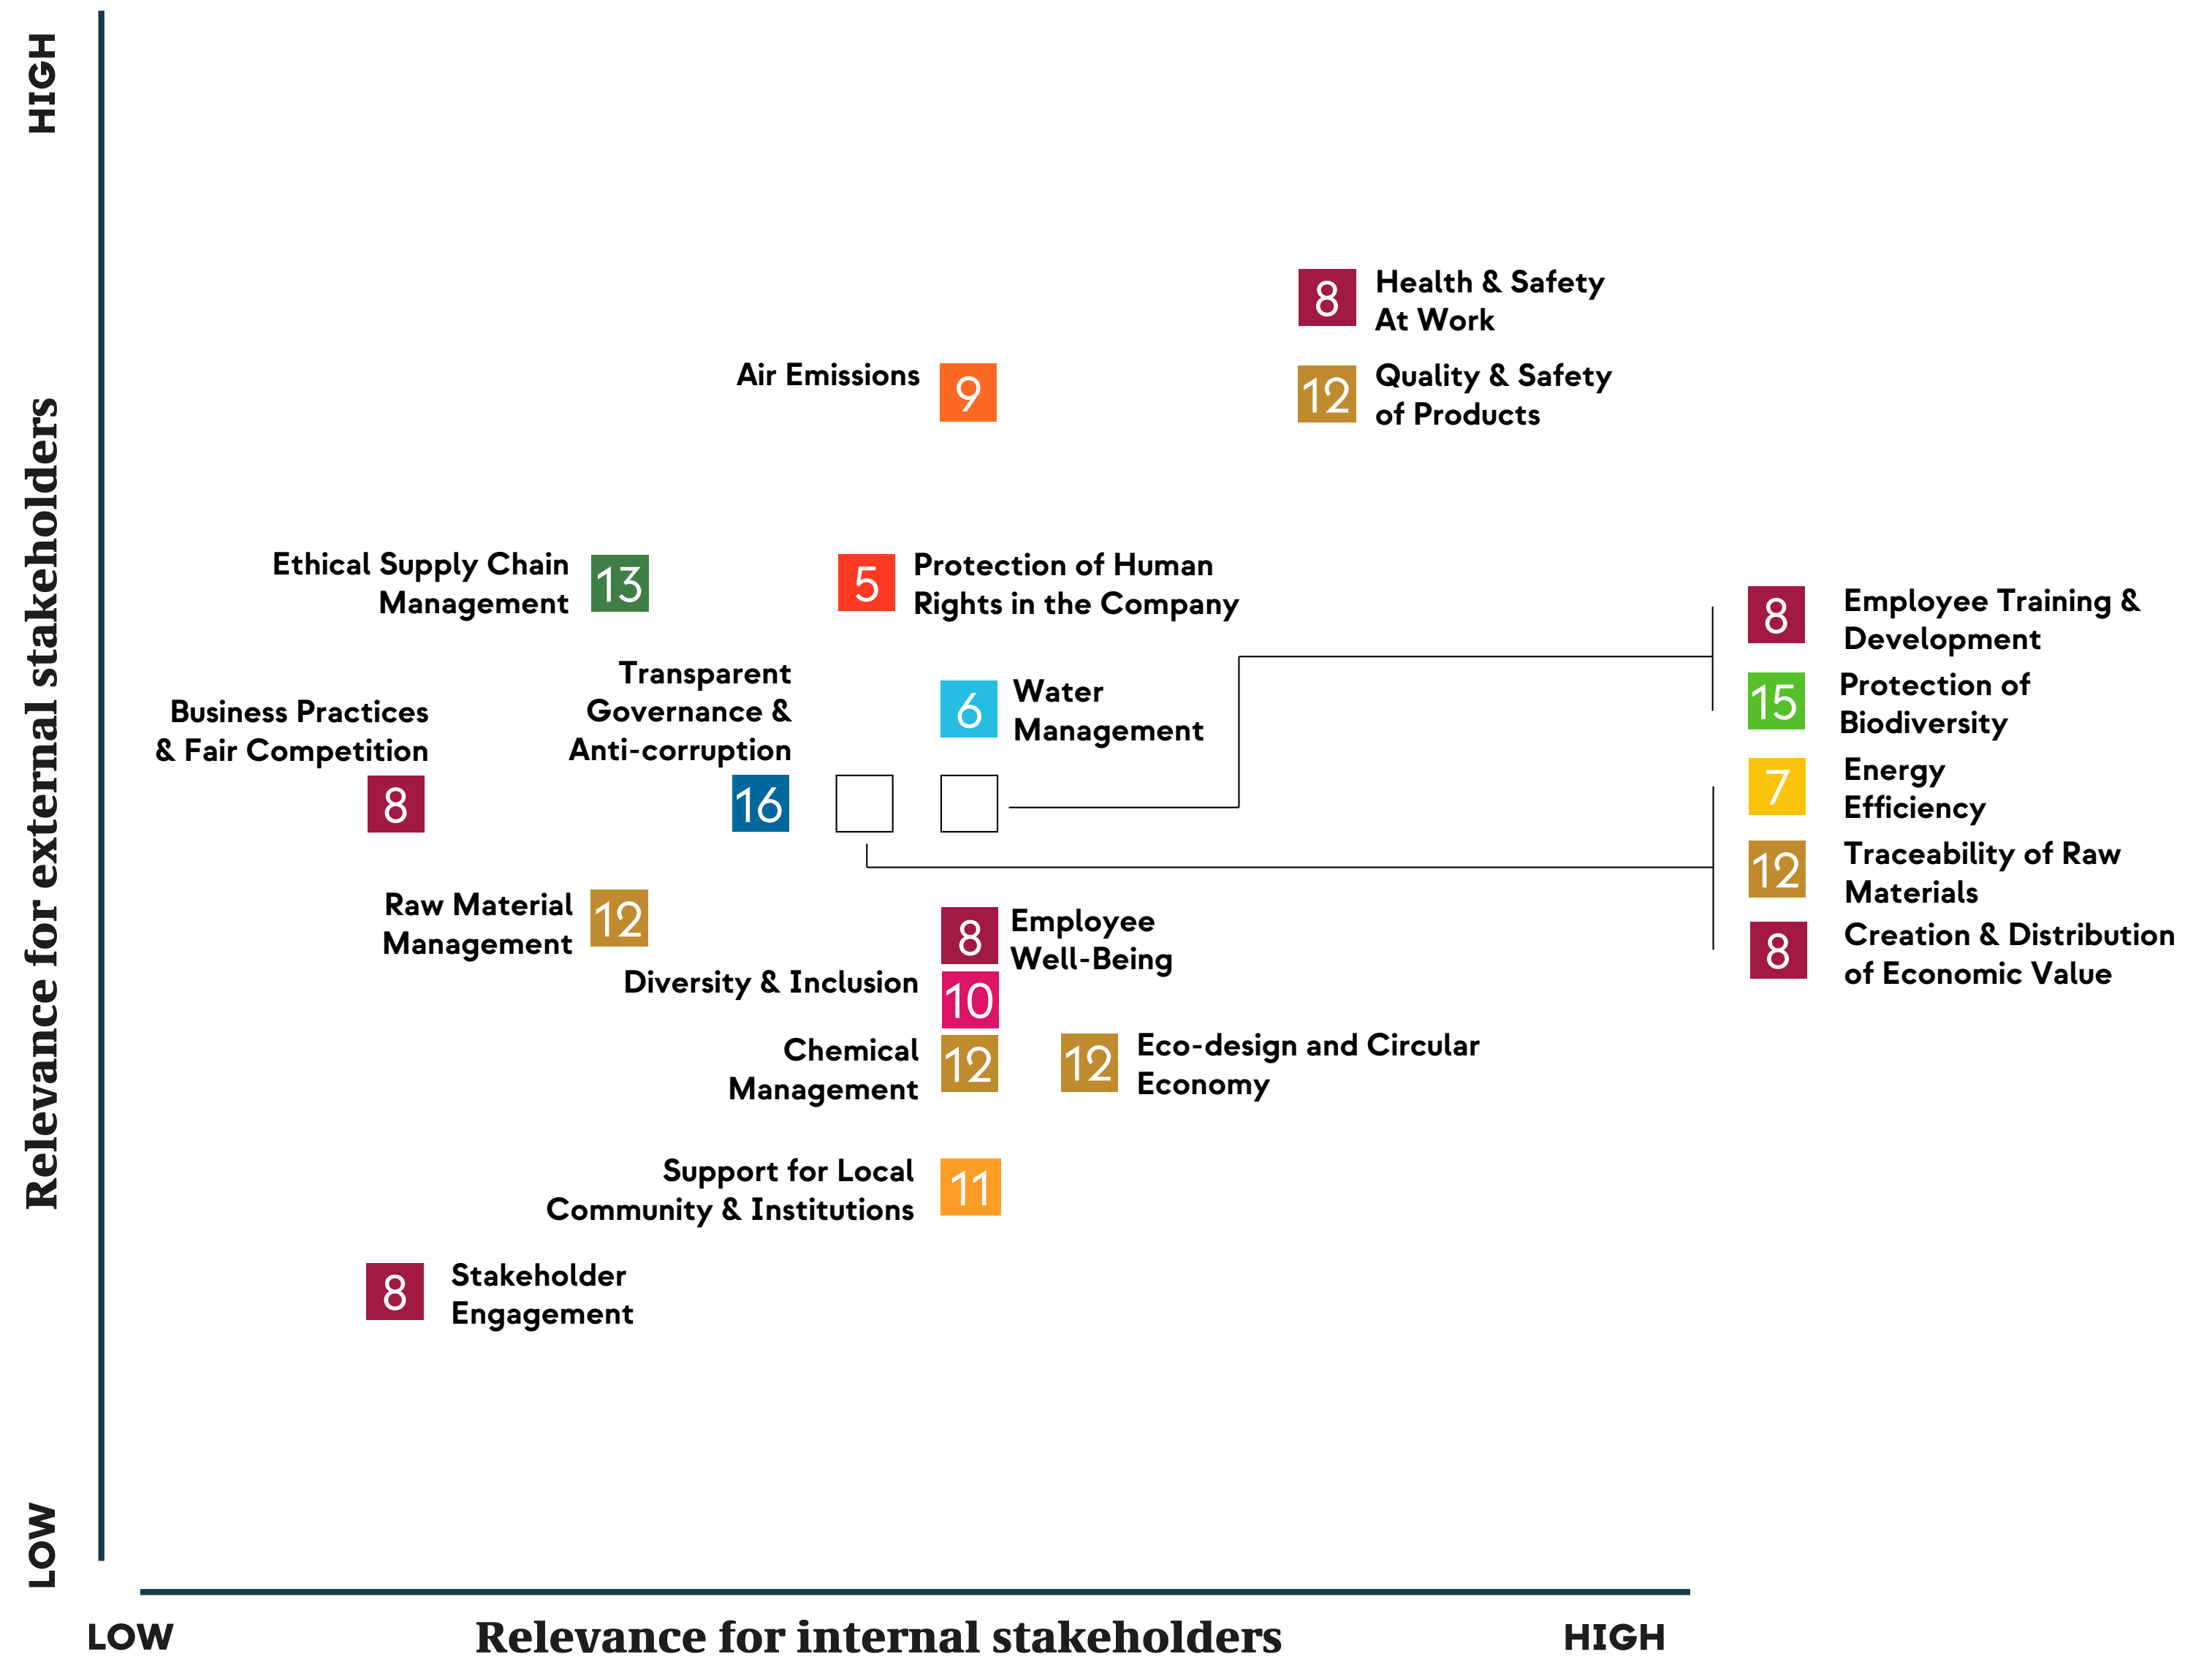 HIGH
Relevance for external stakeholders
LOW
8
Health & Safety
At Work
Air Emissions
9
12
Quality & Safety
of Products
Ethical Supply Chain
Management
13
5
Protection of Human
Rights in the Company
Business Practices
& Fair Competition
8
Transparent
Governance &
Anti-corruption
16
6
Water
Management
8
Employee Training &
Development
15
Protection of
Biodiversity
7
Energy
Efficiency
12
Traceability of Raw
Materials
8
Creation & Distribution
of Economic Value
Raw Material
Management
12
8
Employee
Well-Being
Diversity & Inclusion
10
Chemical
Management
12
12
Eco-design and Circular
Economy
Support for Local
Community & Institutions
11
8
Stakeholder
Engagement
LOW
Relevance for internal stakeholders
HIGH